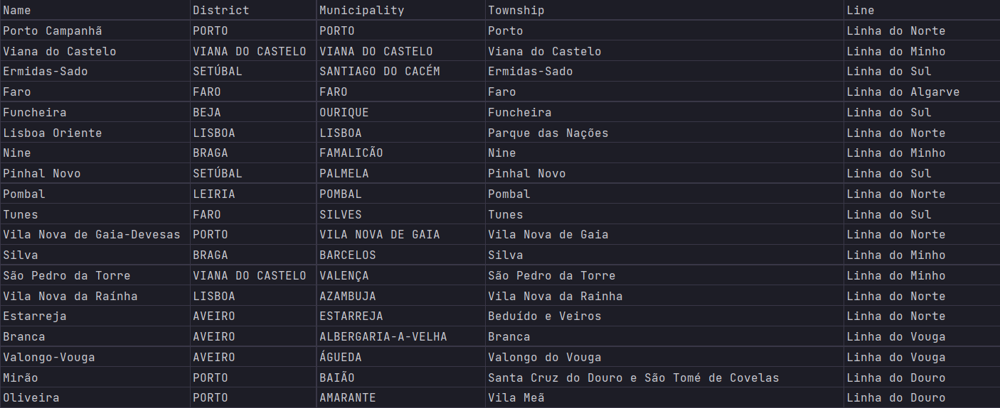 Name District Municipality Township Line
Porto Campanhã PORTO PORTO Porto Linha do Norte
Viana do Castelo VIANA DO CASTELO VIANA DO CASTELO Viana do Castelo Linha do Minho
Ermidas-Sado SETÚBAL SANTIAGO DO CACÉM Ermidas-Sado Linha do Sul
Faro FARO FARO Faro Linha do Algarve
Funcheira BEJA OURIQUE Funcheira Linha do Sul
Lisboa Oriente LISBOA LISBOA Parque das Nações Linha do Norte
Nine BRAGA FAMALICÃO Nine Linha do Minho
Pinhal Novo SETÚBAL PALMELA Pinhal Novo Linha do Sul
Pombal LEIRIA POMBAL Pombal Linha do Norte
Tunes FARO SILVES Tunes Linha do Sul
Vila Nova de Gaia-Devesas PORTO VILA NOVA DE GAIA Vila Nova de Gaia Linha do Norte
Silva BRAGA BARCELOS Silva Linha do Minho
São Pedro da Torre VIANA DO CASTELO VALENÇA São Pedro da Torre Linha do Minho
Vila Nova da Raínha LISBOA AZAMBUJA Vila Nova da Rainha Linha do Norte
Estarreja AVEIRO ESTARREJA Beduído e Veiros Linha do Norte
Branca AVEIRO ALBERGARIA-A-VELHA Branca Linha do Vouga
Valongo-Vouga AVEIRO ÁGUEDA Valongo do Vouga Linha do Vouga
Mirão PORTO BAIÃO Santa Cruz do Douro e São Tomé de Covelas Linha do Douro
Oliveira PORTO AMARANTE Vila Meã Linha do Douro